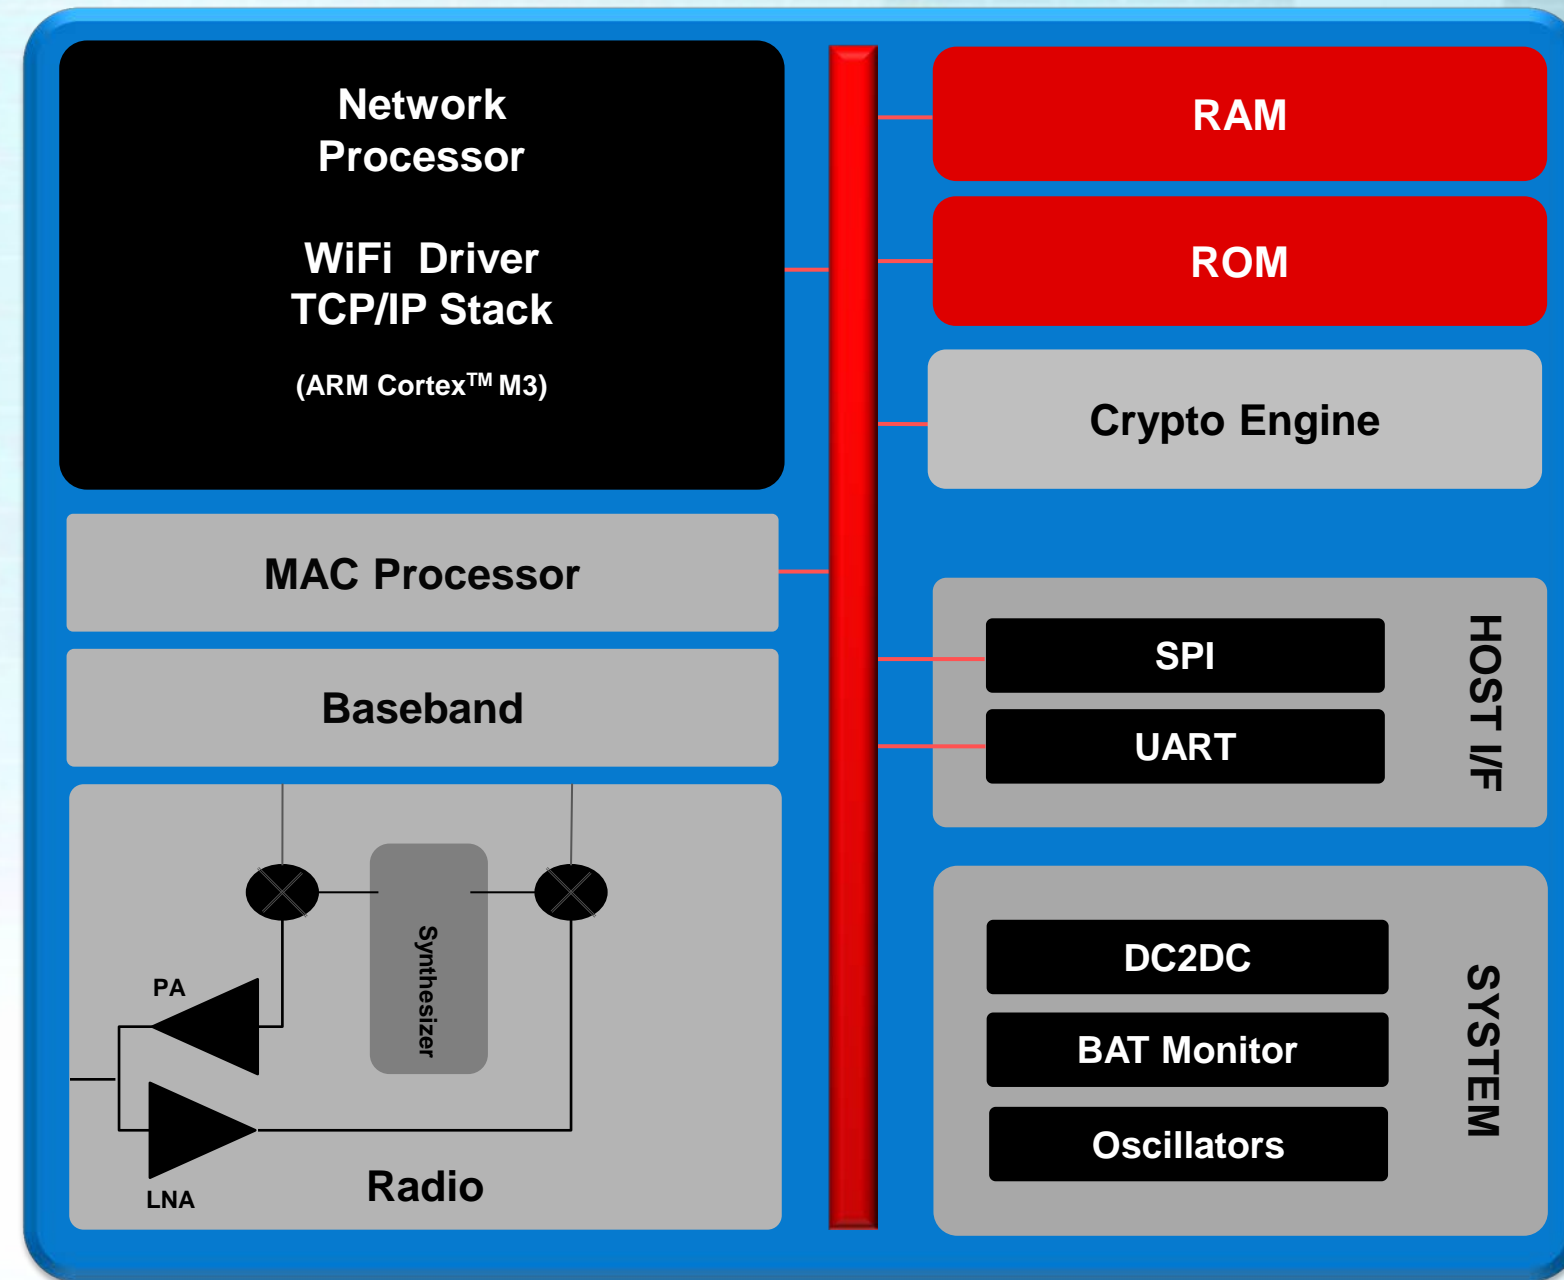 Network
Processor
WiFi Driver
TCP/IP Stack
(ARM Cortex™ M3)
MAC Processor
Baseband
Synthesizer
PA
LNA
Radio
RAM
ROM
Crypto Engine
SPI
UART
HOST I/F
DC2DC
BAT Monitor
Oscillators
SYSTEM